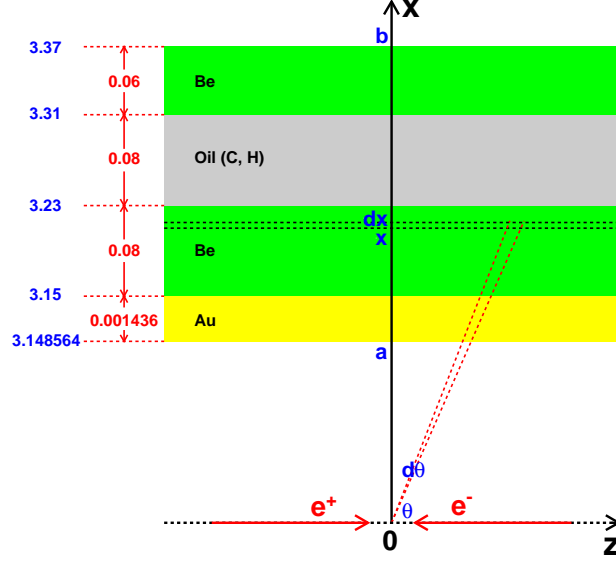 x
b
3.37
0.06
Be
3.31
0.08
Oil (C, H)
3.23
dx
x
0.08
Be
3.15
0.001436
Au
3.148564
a
dθ
e+
e-
θ
0
z